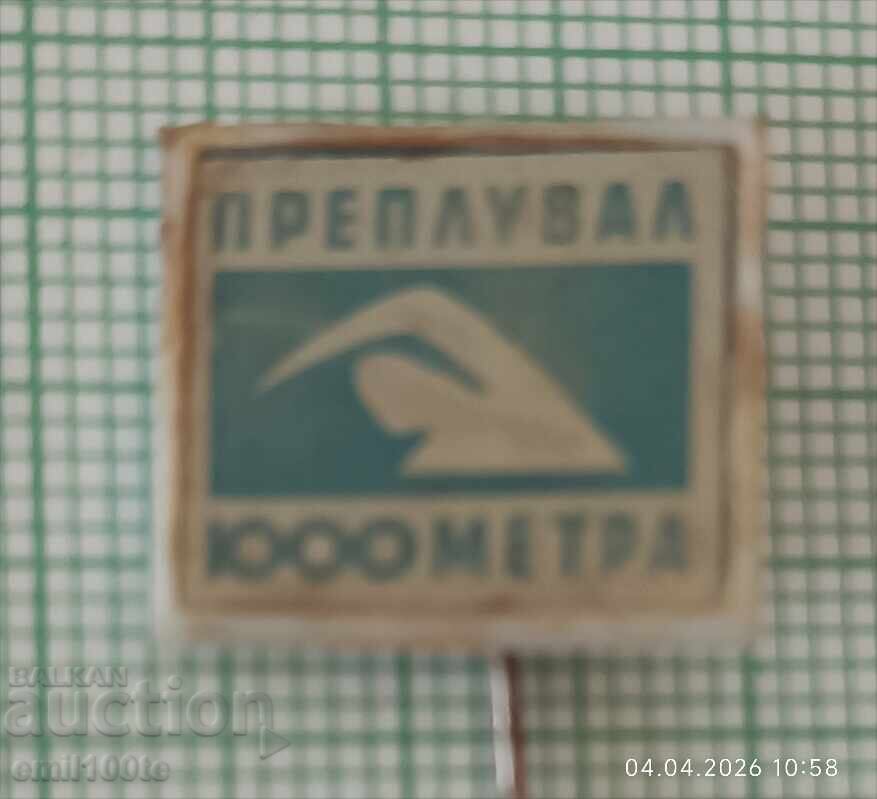 ПРЕПЛУВАЛ
1000 МЕТРА
BALKAN
auction
emil100te
04.04.2026 10:58